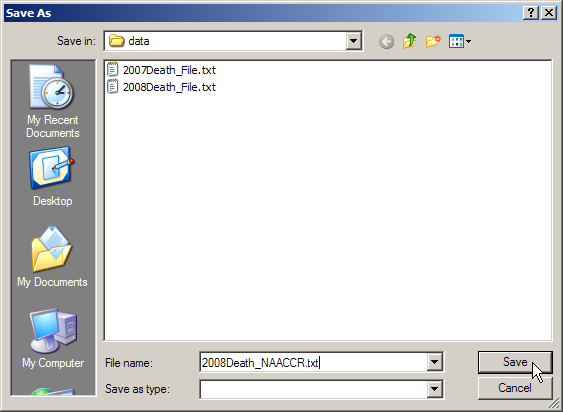 Save As
Save in:
data
2007Death_File.txt
2008Death_File.txt
My Recent
Documents
Desktop
My Documents
My Computer
File name:
2008Death_NAACCR.txt
Save
Save as type:
Cancel